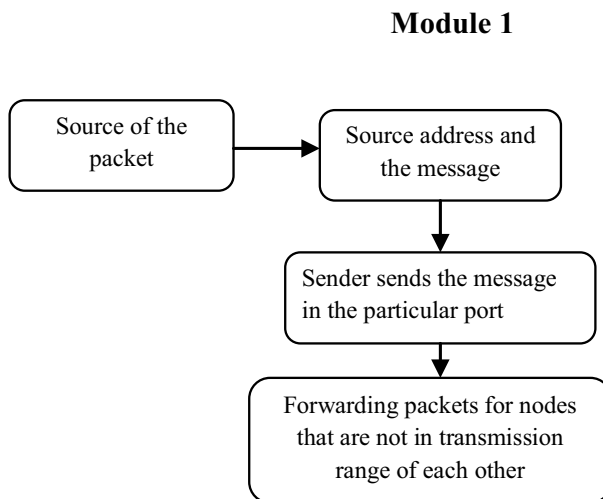 Module 1
Source of the
packet
Source address and
the message
Sender sends the message
in the particular port
Forwarding packets for nodes
that are not in transmission
range of each other